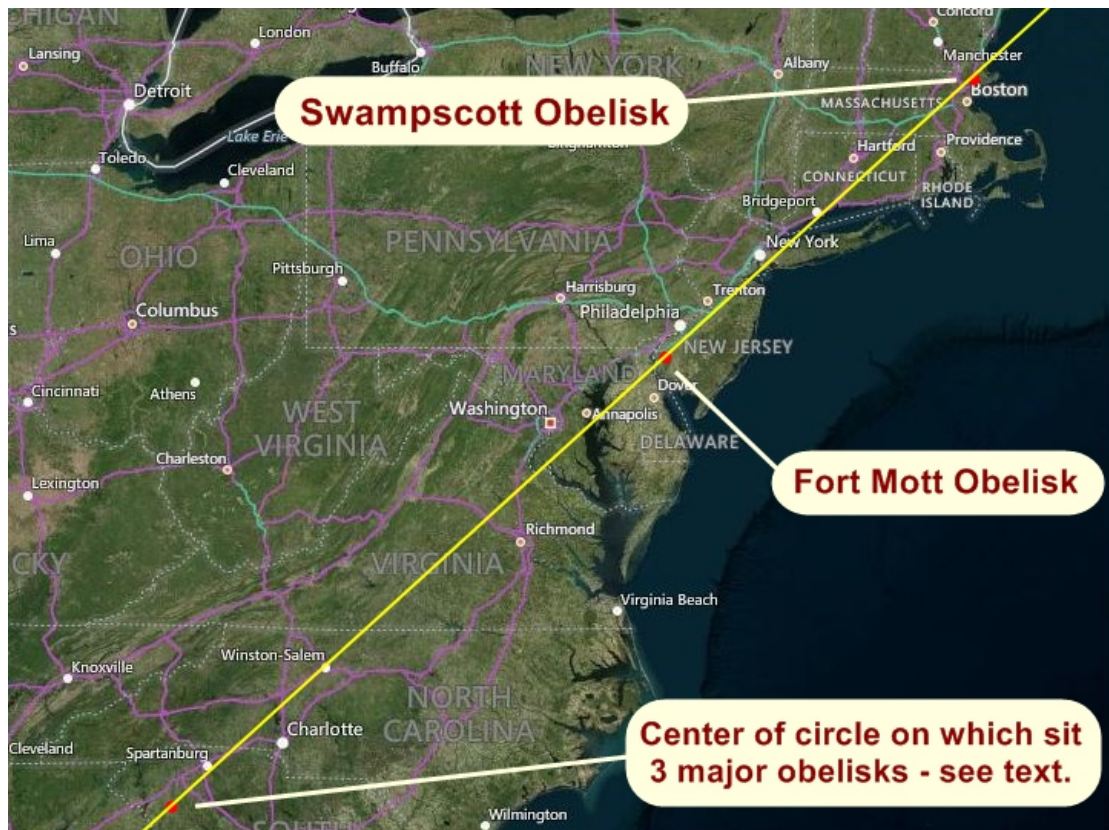 CHIGAN
London
Concord
Lansing
Buffalo
NEW YORK
Albany
Manchester
Detroit
Swampscott Obelisk
Boston
MASSACHUSETTS
Lake Erie
Toledo
Cleveland
Hartford
Providence
CONNECTICUT
RHODE
ISLAND
Bridgeport
Lima
OHIO
PENNSYLVANIA
New York
Pittsburgh
Harrisburg
Trenton
Columbus
Philadelphia
s
NEW JERSEY
MARYLAND
Cincinnati
Athens
Dover
WEST
VIRGINIA
Washington
Annapolis
DELAWARE
Charleston
Lexington
Fort Mott Obelisk
Richmond
CKY
VIRGINIA
Virginia Beach
Knoxville
Winston-Salem
NORTH
CAROLINA
Charlotte
Cleveland
Spartanburg
Center of circle on which sit
3 major obelisks - see text.
Wilmington
SOUTH